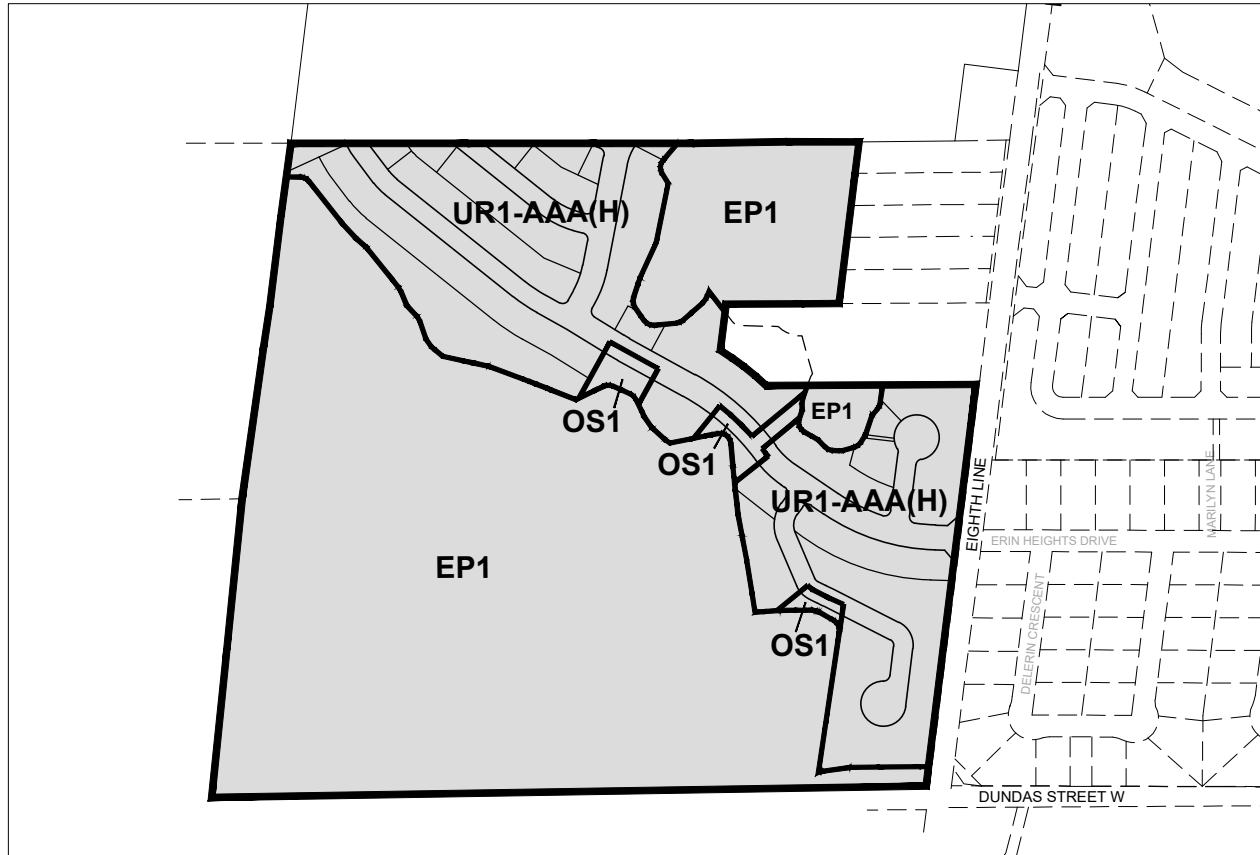 UR1-AAA(H)
EP1
EP1
OS1
OS1
UR1-AAA(H)
EP1
OS1
EIGHTH LINE
MARILYN LANE
ERIN HEIGHTS DRIVE
DELERIN CRESCENT
DUNDAS STREET W